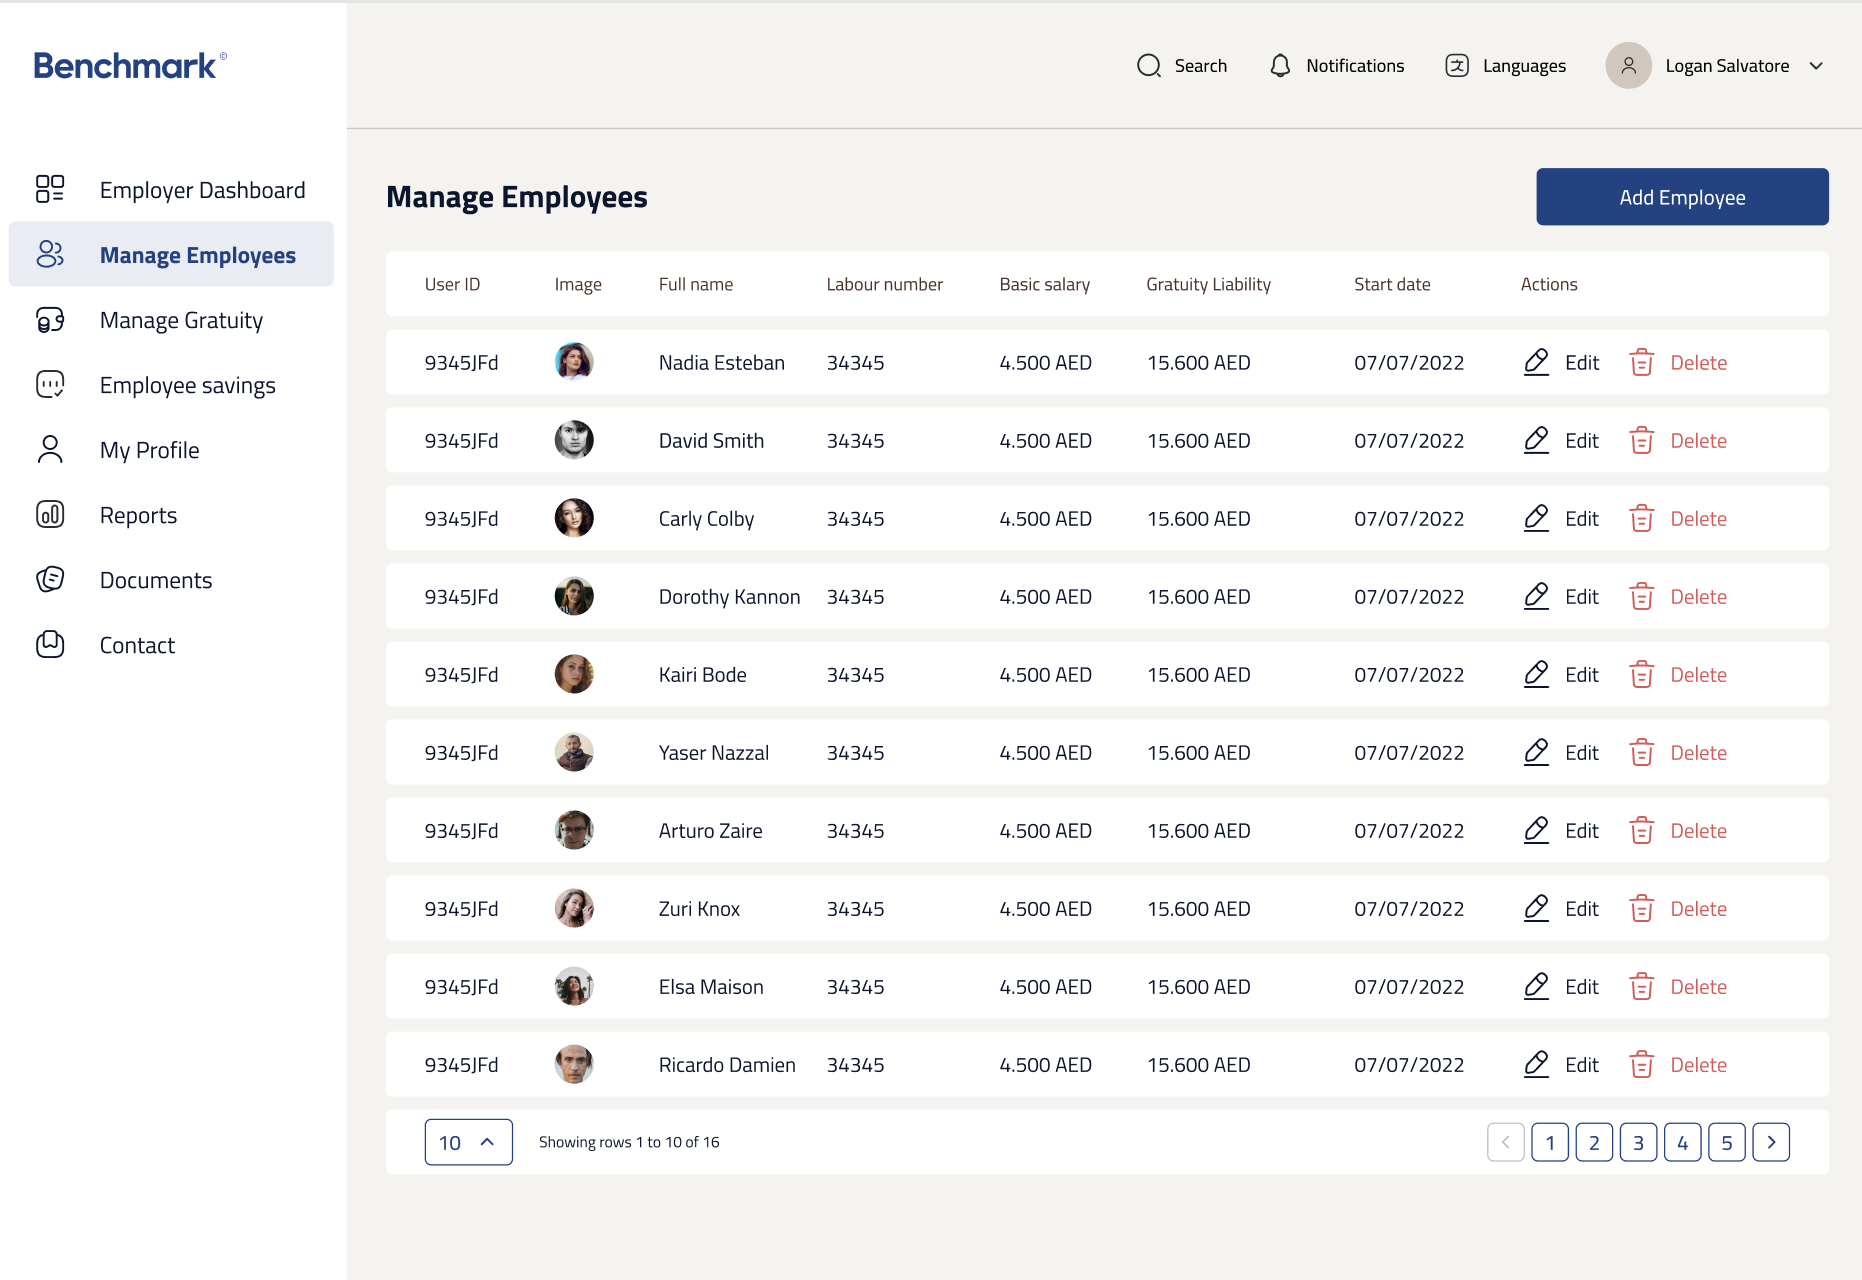 Benchmark©
Search Notifications Languages Logan Salvatore
Employer Dashboard
Manage Employees
Manage Gratuity
Employee savings
My Profile
Reports
Documents
Contact
Manage Employees
Add Employee
User ID Image Full name Labour number Basic salary Gratuity Liability Start date Actions
9345JFd Nadia Esteban 34345 4.500 AED 15.600 AED 07/07/2022 Edit Delete
9345JFd David Smith 34345 4.500 AED 15.600 AED 07/07/2022 Edit Delete
9345JFd Carly Colby 34345 4.500 AED 15.600 AED 07/07/2022 Edit Delete
9345JFd Dorothy Kannon 34345 4.500 AED 15.600 AED 07/07/2022 Edit Delete
9345JFd Kairi Bode 34345 4.500 AED 15.600 AED 07/07/2022 Edit Delete
9345JFd Yaser Nazzal 34345 4.500 AED 15.600 AED 07/07/2022 Edit Delete
9345JFd Arturo Zaire 34345 4.500 AED 15.600 AED 07/07/2022 Edit Delete
9345JFd Zuri Knox 34345 4.500 AED 15.600 AED 07/07/2022 Edit Delete
9345JFd Elsa Maison 34345 4.500 AED 15.600 AED 07/07/2022 Edit Delete
9345JFd Ricardo Damien 34345 4.500 AED 15.600 AED 07/07/2022 Edit Delete
10 Showing rows 1 to 10 of 16 1 2 3 4 5